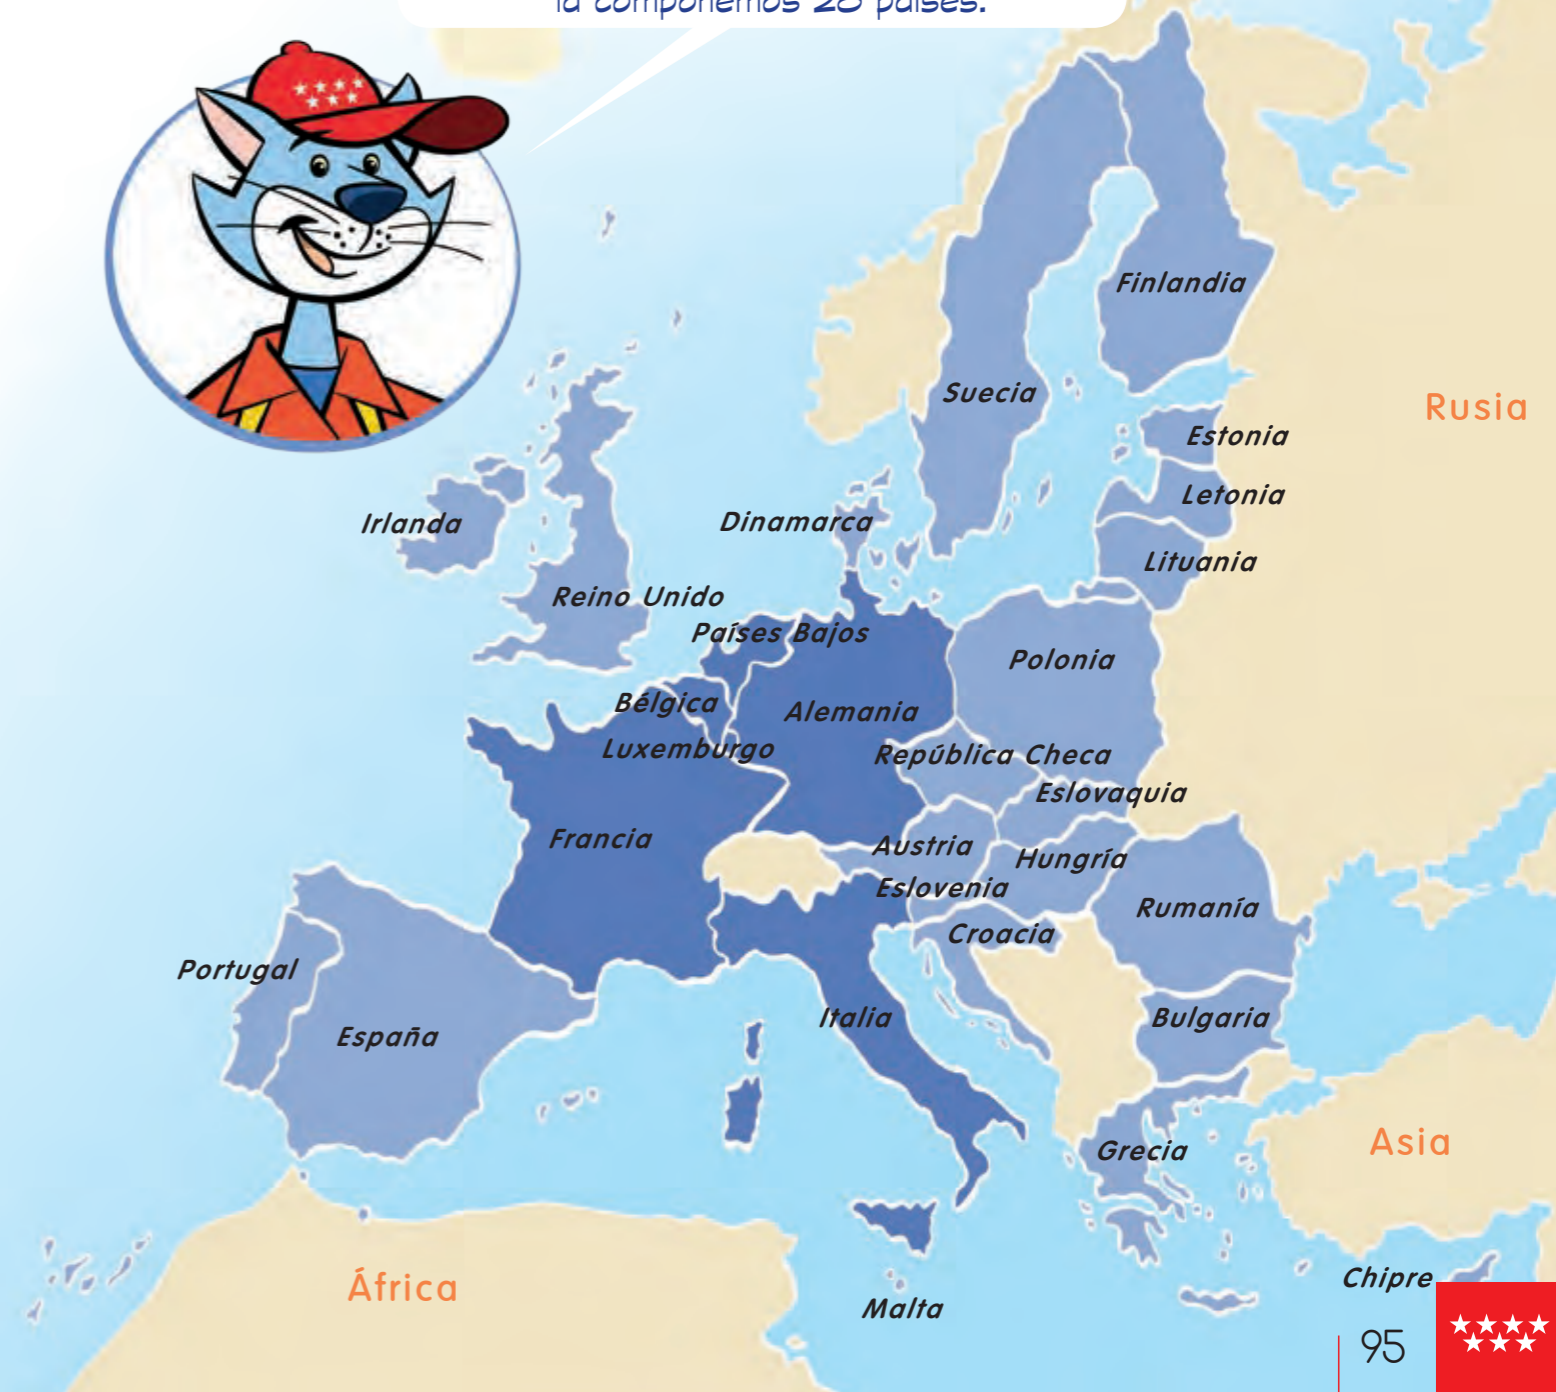 la componemos 28 países.
Finlandia
Suecia
Rusia
Estonia
Letonia
Irlanda
Dinamarca
Lituania
Reino Unido
Países Bajos
Polonia
Bélgica
Alemania
Luxemburgo
República Checa
Eslovaquia
Francia
Austria
Hungría
Eslovenia
Rumanía
Croacia
Portugal
Italia
Bulgaria
España
Grecia
Asia
África
Chipre
Malta
95